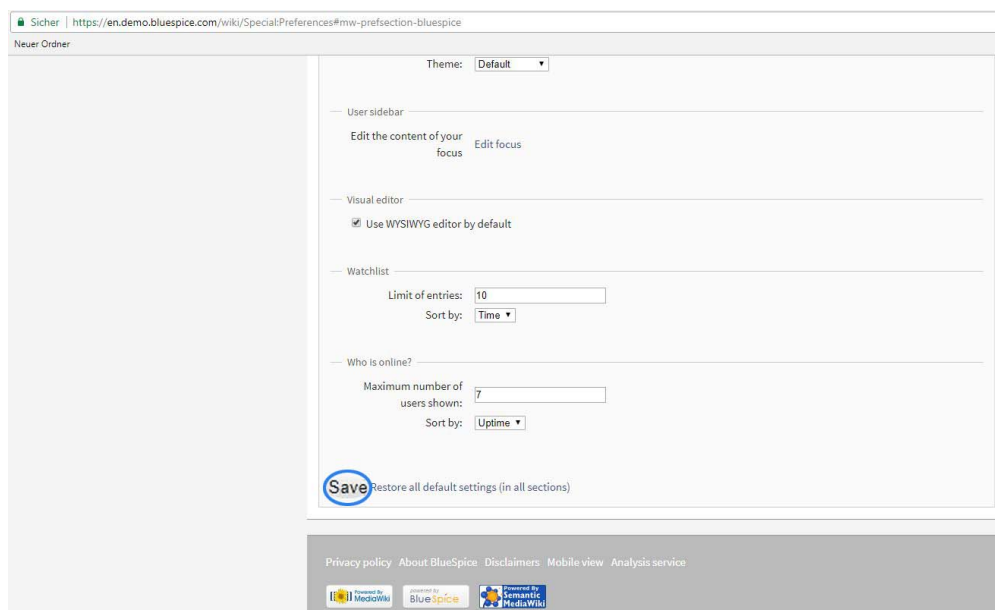 Sicher | https://en.demo.bluespice.com/wiki/Special:Preferences#mw-prefsection-bluespice
Neuer Ordner
Theme: Default
User sidebar
Edit the content of your
focus Edit focus
Visual editor
Use WYSIWYG editor by default
Watchlist
Limit of entries: 10
Sort by: Time
Who is online?
Maximum number of
users shown: 7
Sort by: Uptime
Save Restore all default settings (in all sections)
Privacy policy About BlueSpice Disclaimers Mobile view Analysis service
Powered By
MediaWiki
powered by
BlueSpice
Powered By
Semantic
MediaWiki